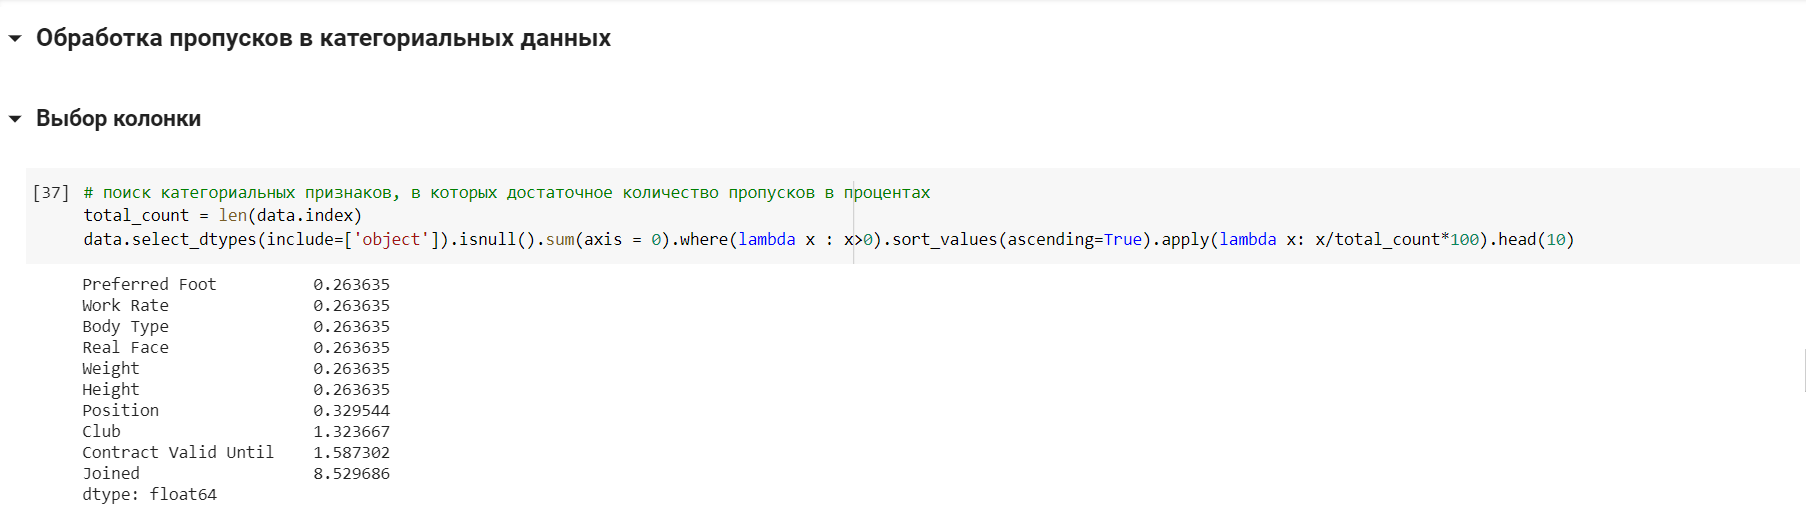 Обработка пропусков в категориальных данных
Выбор колонки
[37] # поиск категориальных признаков, в которых достаточное количество пропусков в процентах
total_count = len(data.index)
data.select_dtypes(include=['object']).isnull().sum(axis = 0).where(lambda x : x>0).sort_values(ascending=True).apply(lambda x: x/total_count*100).head(10)
Preferred Foot 0.263635
Work Rate 0.263635
Body Type 0.263635
Real Face 0.263635
Weight 0.263635
Height 0.263635
Position 0.329544
Club 1.323667
Contract Valid Until 1.587302
Joined 8.529686
dtype: float64